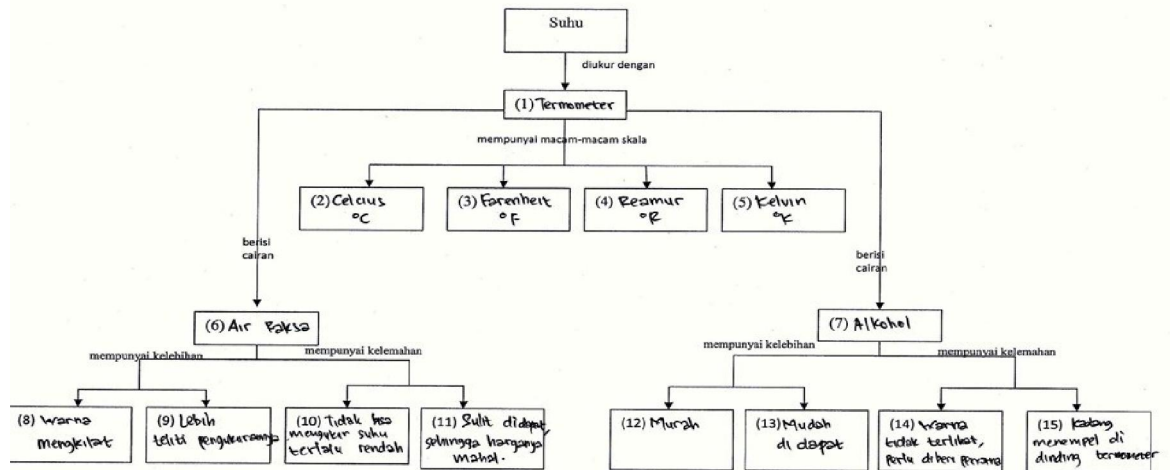 Suhu
diukur dengan
(1) Termometer
mempunyai macam-macam skala
(2) Celcius
°C
(3) Farenheit
°F
(4) Reamur
°R
(5) Kelvin
°K
berisi
cairan
berisi
cairan
(6) Air Raksa
(7) Alkohol
mempunyai kelebihan
mempunyai kelemahan
mempunyai kelebihan
mempunyai kelemahan
(8) Warna
mengkilat
(9) Lebih
teliti pengukurannya
(10) Tidak bisa
mengukur suhu
terlalu rendah
(11) Sulit didapat,
sehingga harganya
mahal.
(12) Murah
(13) Mudah
di dapat
(14) Warna
tidak terlihat,
perlu diberi pewarna
(15) kadang
menempel di
dinding termometer